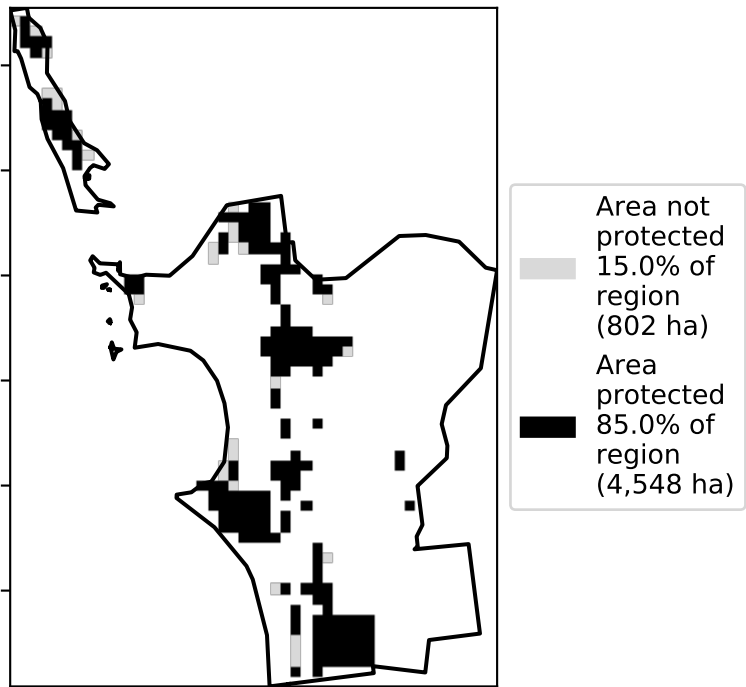 Area not
protected
15.0% of
region
(802 ha)
Area
protected
85.0% of
region
(4,548 ha)